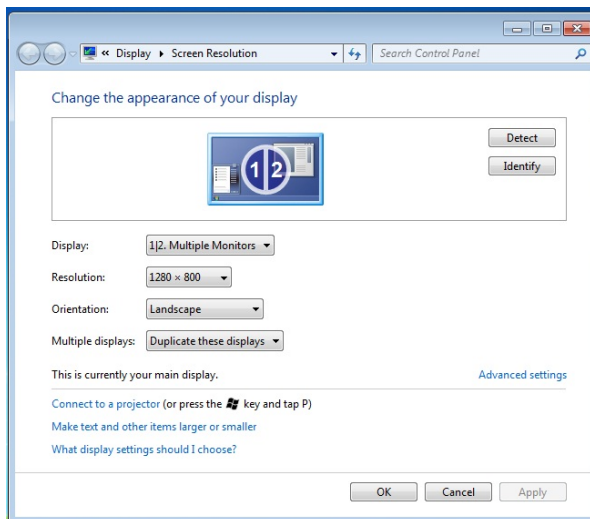 « Display ▸ Screen Resolution
Search Control Panel
Change the appearance of your display
1|2
Detect
Identify
Display: 1|2. Multiple Monitors
Resolution: 1280 × 800
Orientation: Landscape
Multiple displays: Duplicate these displays
This is currently your main display. Advanced settings
Connect to a projector (or press the key and tap P)
Make text and other items larger or smaller
What display settings should I choose?
OK Cancel Apply